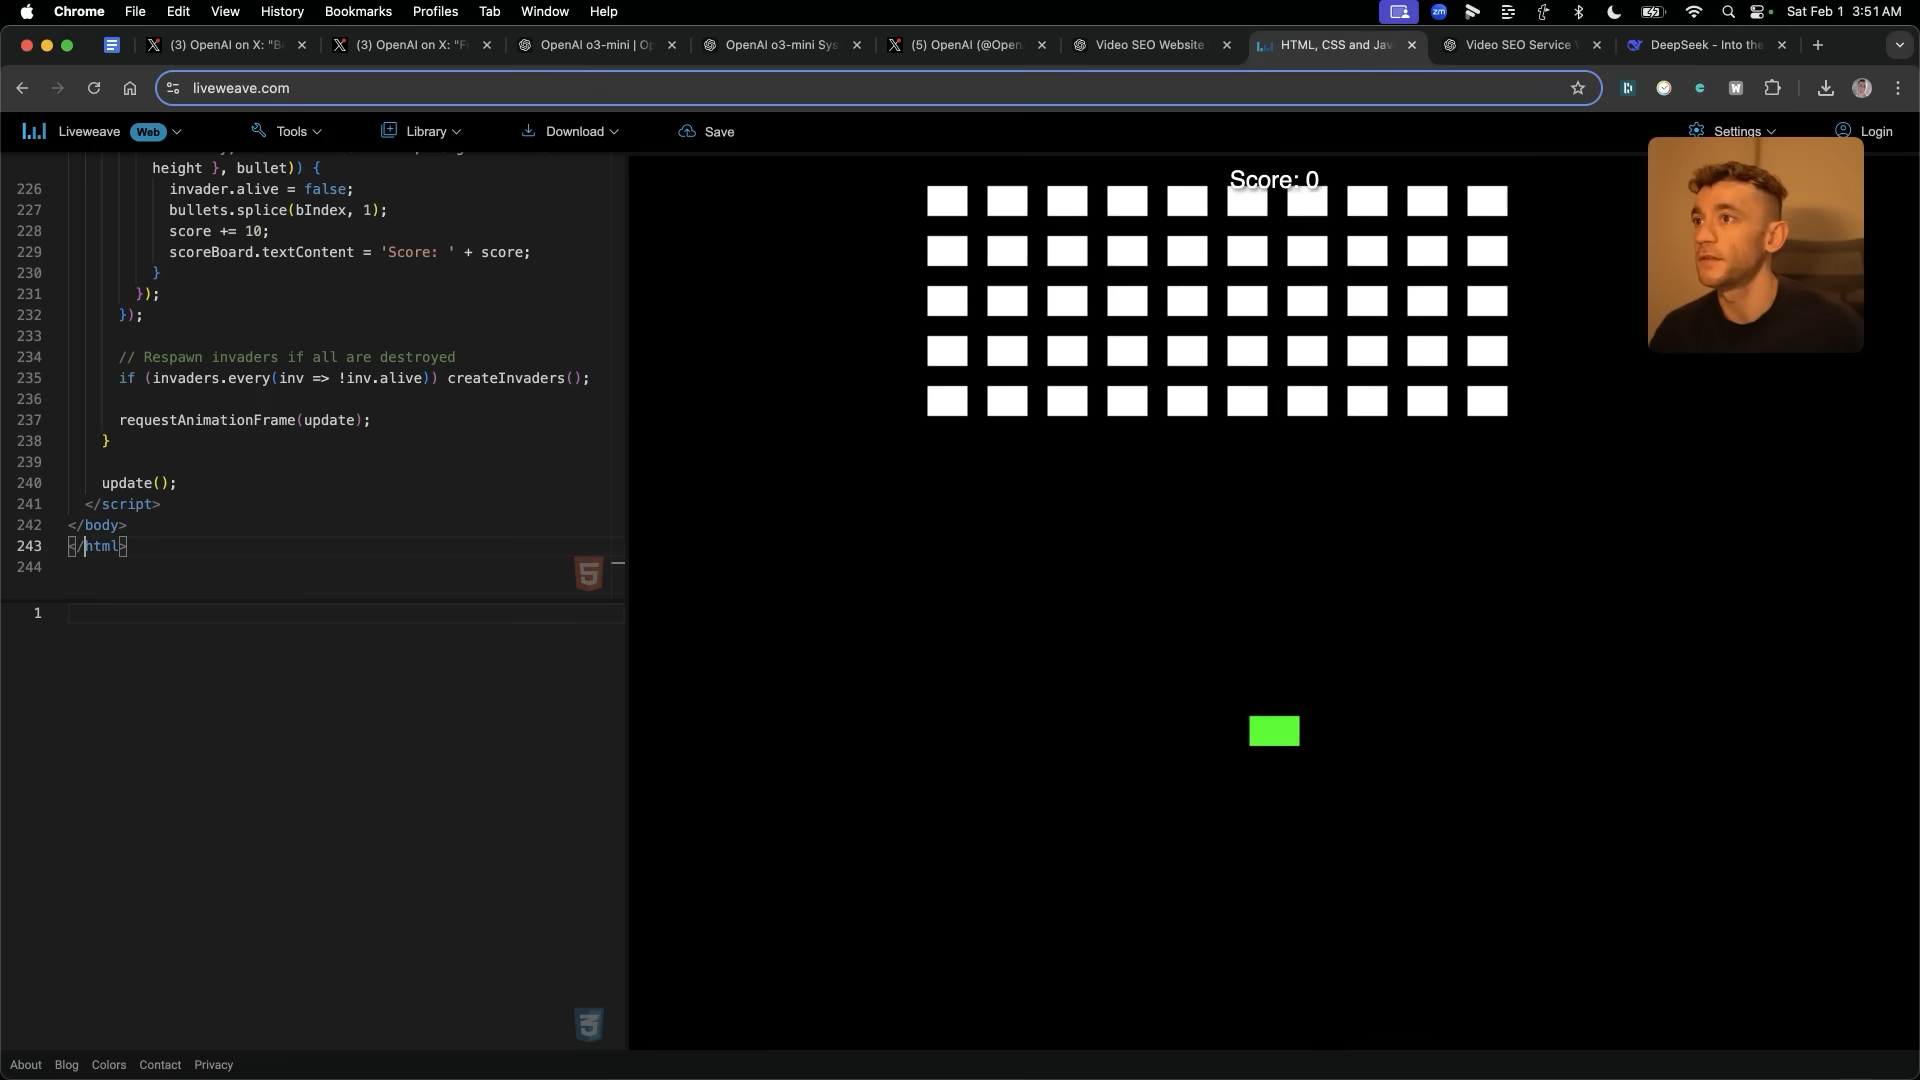 Chrome File Edit View History Bookmarks Profiles Tab Window Help
zm
Sat Feb 1 3:51 AM
(3) OpenAI on X: "B
(3) OpenAI on X: "F
OpenAI o3-mini | Op
OpenAI o3-mini Sys
(5) OpenAI (@Open
Video SEO Website
HTML, CSS and Jav
Video SEO Service
DeepSeek - Into the
liveweave.com
Liveweave Web
Tools
Library
Download
Save
Settings
Login
height }, bullet)) {
226 invader.alive = false;
227 bullets.splice(bIndex, 1);
228 score += 10;
229 scoreBoard.textContent = 'Score: ' + score;
230 }
231 });
232 });
233
234 // Respawn invaders if all are destroyed
235 if (invaders.every(inv => !inv.alive)) createInvaders();
236
237 requestAnimationFrame(update);
238 }
239
240 update();
241 </script>
242 </body>
243 </html>
244
1
Score: 0
About Blog Colors Contact Privacy